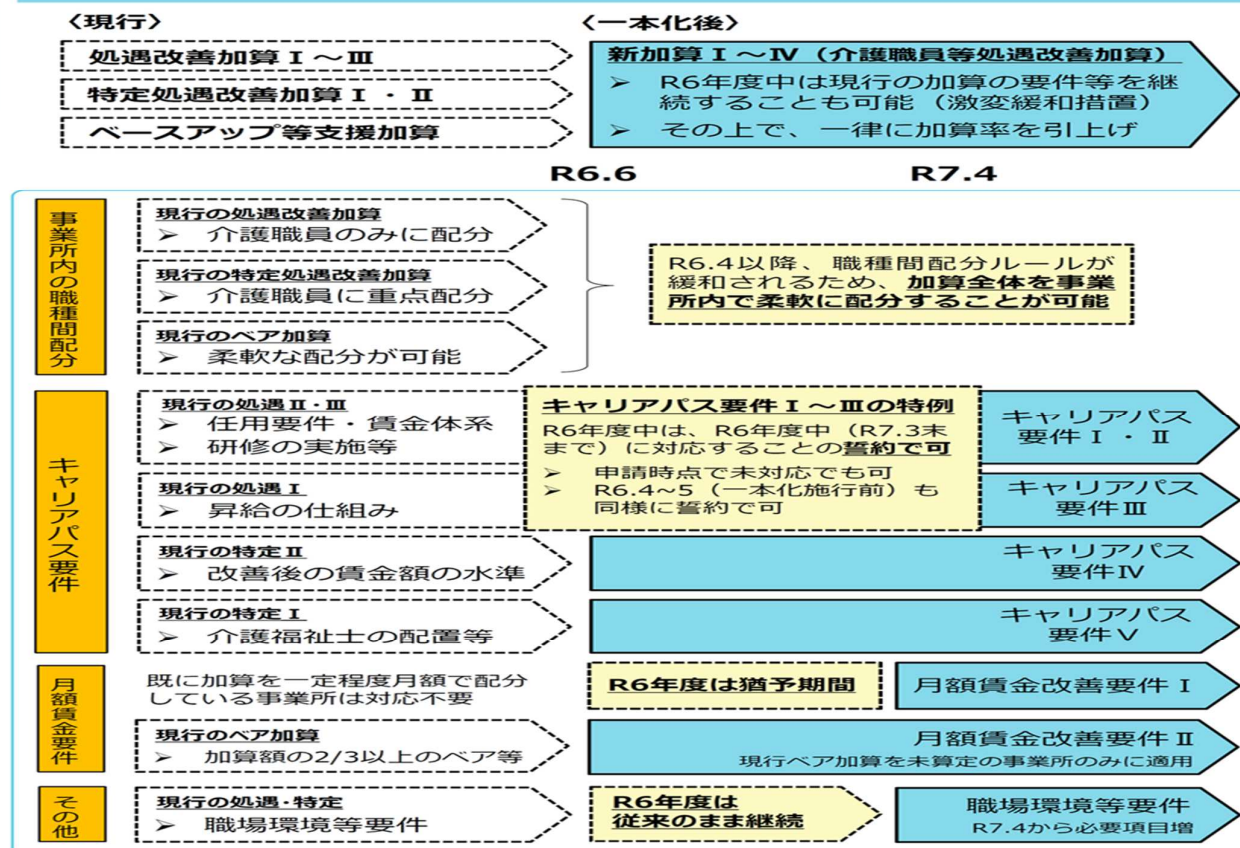 〈現行〉
〈一本化後〉
処遇改善加算Ⅰ～Ⅲ
特定処遇改善加算Ⅰ・Ⅱ
ベースアップ等支援加算
新加算Ⅰ～Ⅳ（介護職員等処遇改善加算）
➢ R6年度中は現行の加算の要件等を継
続することも可能（激変緩和措置）
➢ その上で、一律に加算率を引上げ
R6.6
R7.4
事業所内の職種間配分
現行の処遇改善加算
➢ 介護職員のみに配分
現行の特定処遇改善加算
➢ 介護職員に重点配分
現行のベア加算
➢ 柔軟な配分が可能
R6.4以降、職種間配分ルールが
緩和されるため、加算全体を事業
所内で柔軟に配分することが可能
キャリアパス要件
現行の処遇Ⅱ・Ⅲ
➢ 任用要件・賃金体系
➢ 研修の実施等
現行の処遇Ⅰ
➢ 昇給の仕組み
キャリアパス要件Ⅰ～Ⅲの特例
R6年度中は、R6年度中（R7.3末
まで）に対応することの誓約で可
➢ 申請時点で未対応でも可
➢ R6.4~5（一本化施行前）も
同様に誓約で可
キャリアパス
要件Ⅰ・Ⅱ
キャリアパス
要件Ⅲ
現行の特定Ⅱ
➢ 改善後の賃金額の水準
キャリアパス
要件Ⅳ
現行の特定Ⅰ
➢ 介護福祉士の配置等
キャリアパス
要件Ⅴ
月額賃金要件
既に加算を一定程度月額で配分
している事業所は対応不要
R6年度は猶予期間
月額賃金改善要件Ⅰ
現行のベア加算
➢ 加算額の2/3以上のベア等
月額賃金改善要件Ⅱ
現行ベア加算を未算定の事業所のみに適用
その他
現行の処遇・特定
➢ 職場環境等要件
R6年度は
従来のまま継続
職場環境等要件
R7.4から必要項目増